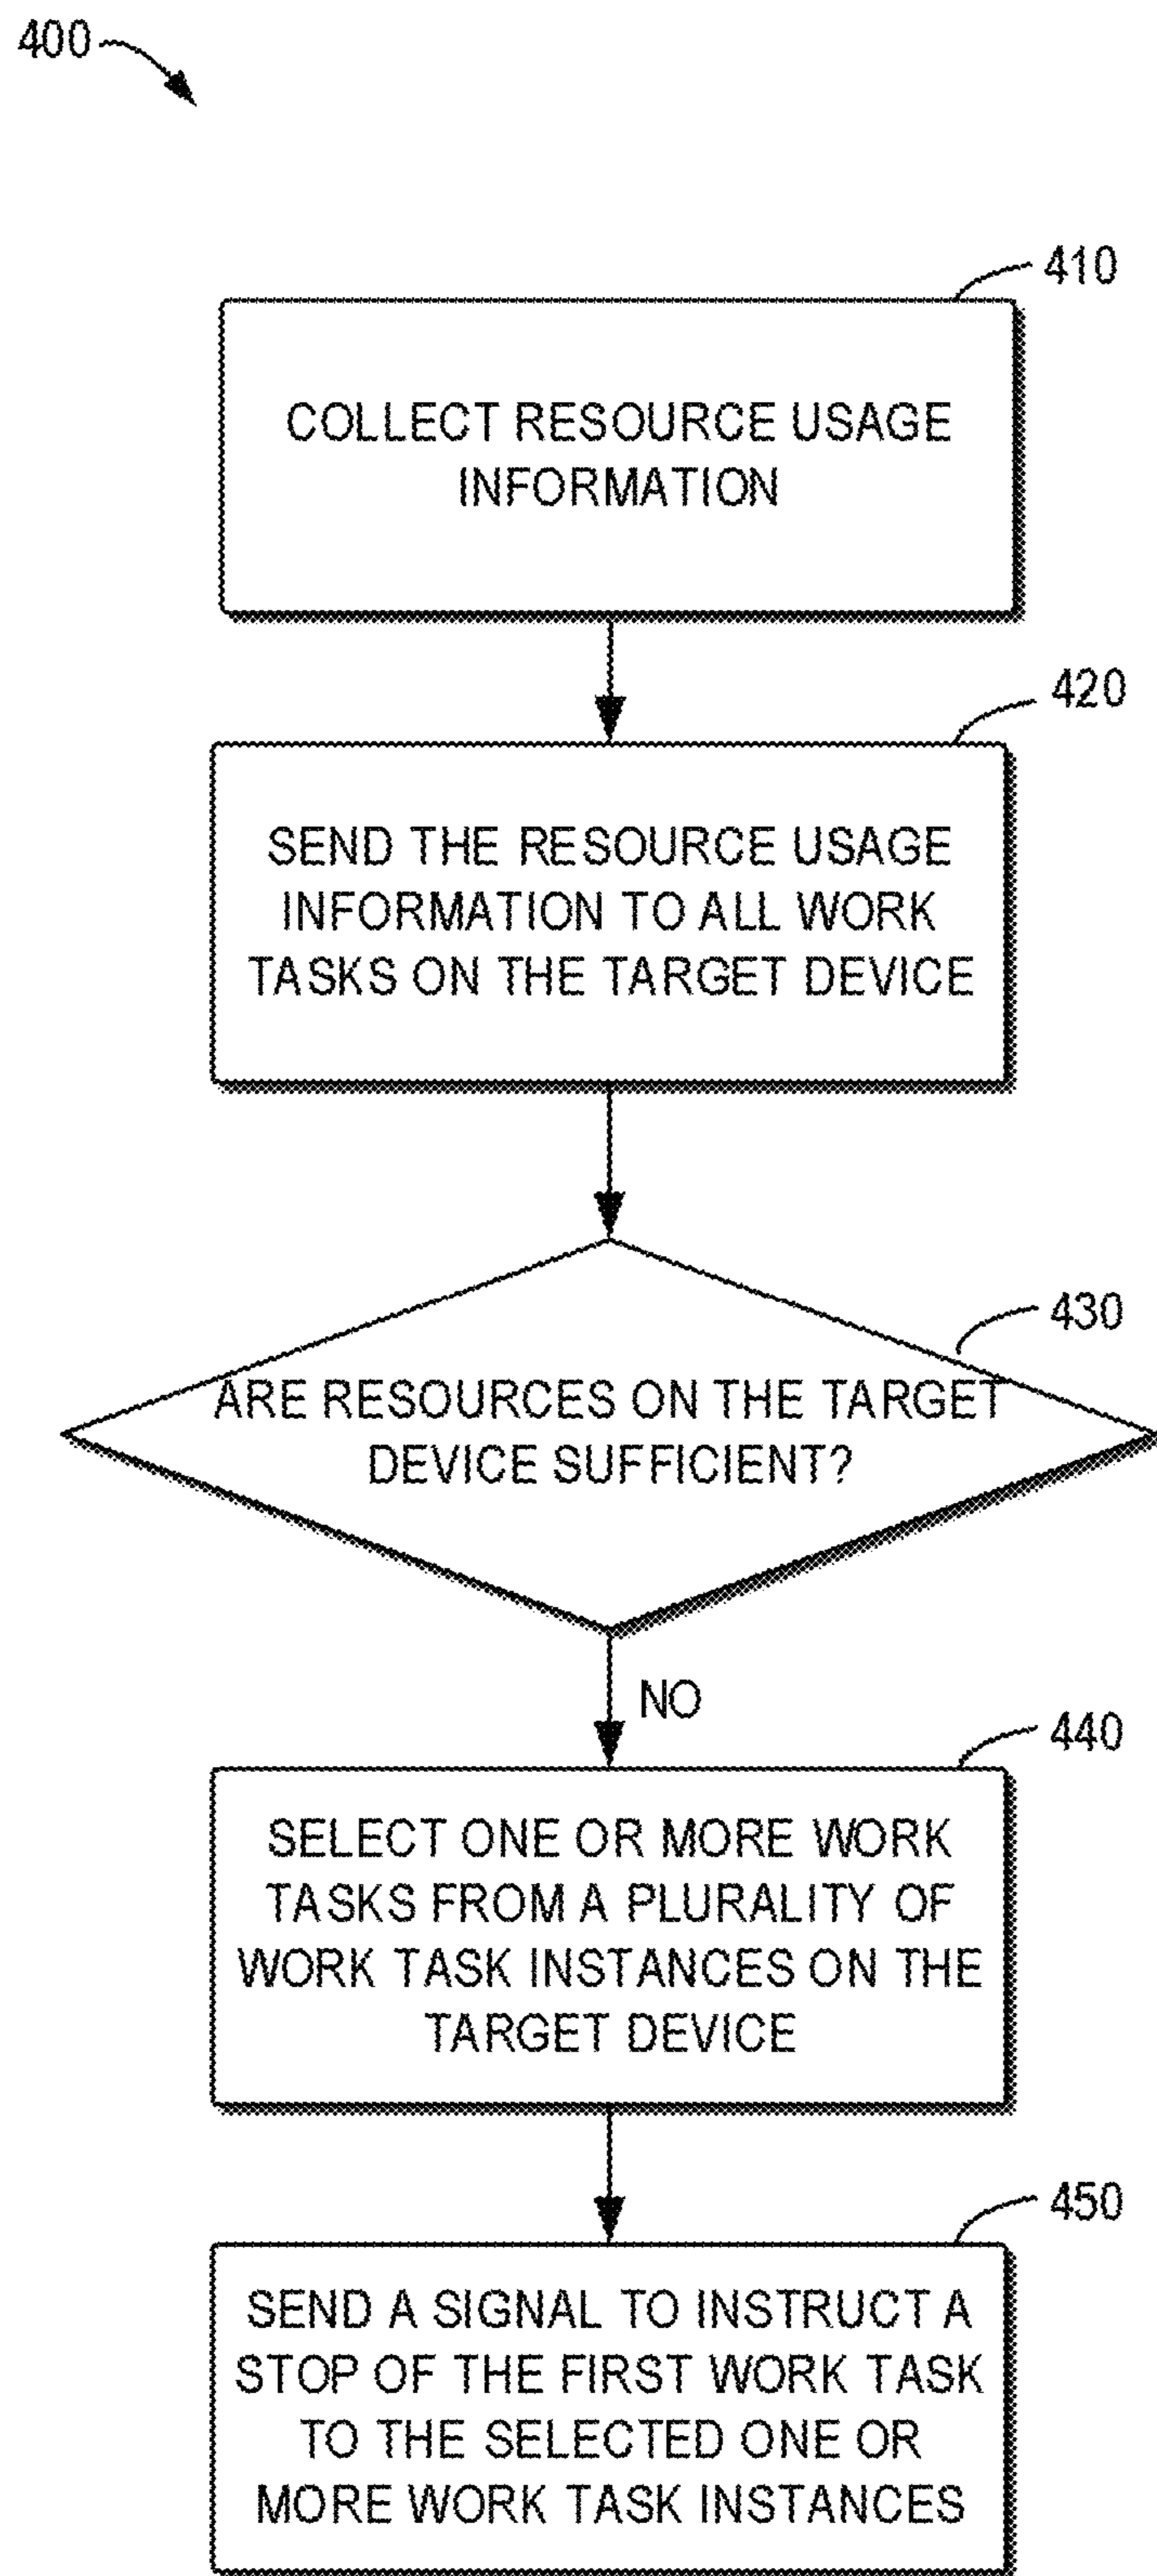 400
410
COLLECT RESOURCE USAGE
INFORMATION
420
SEND THE RESOURCE USAGE
INFORMATION TO ALL WORK
TASKS ON THE TARGET DEVICE
430
ARE RESOURCES ON THE TARGET
DEVICE SUFFICIENT?
NO
440
SELECT ONE OR MORE WORK
TASKS FROM A PLURALITY OF
WORK TASK INSTANCES ON THE
TARGET DEVICE
450
SEND A SIGNAL TO INSTRUCT A
STOP OF THE FIRST WORK TASK
TO THE SELECTED ONE OR
MORE WORK TASK INSTANCES